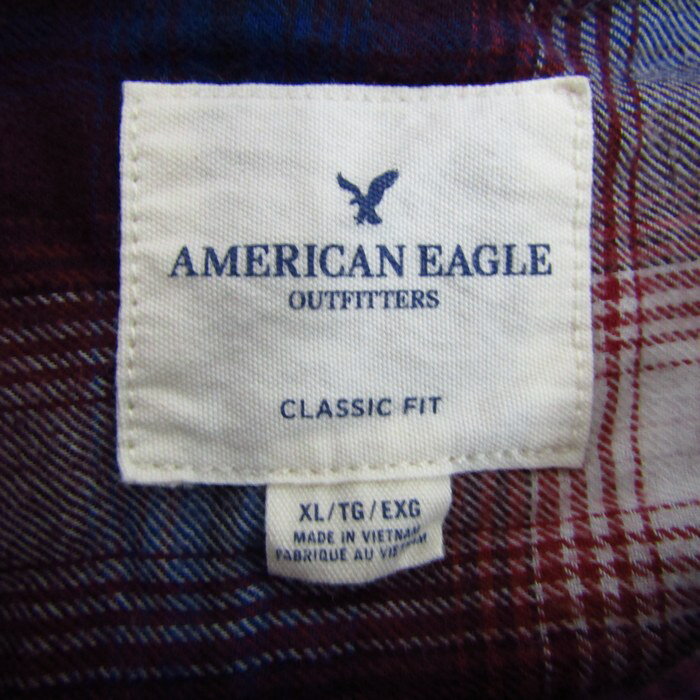 AMERICAN EAGLE
OUTFITTERS
CLASSIC FIT
XL/TG/EXG
MADE IN VIETNAM
FABRIQUE AU VIETNAM